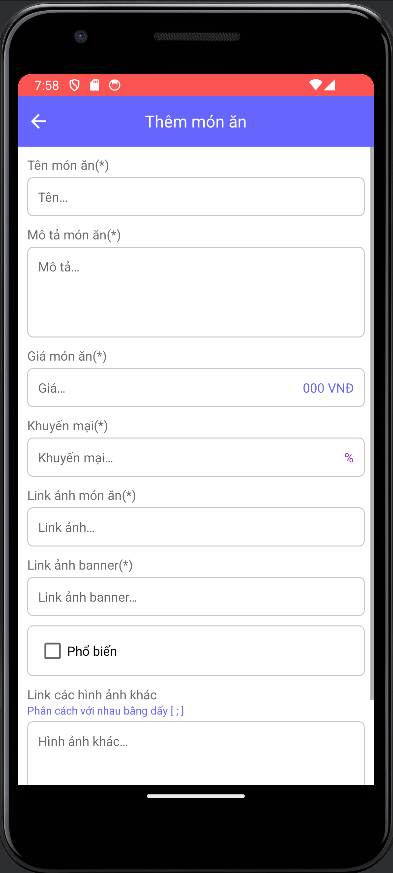 7:58
Thêm món ăn
Tên món ăn(*)
Tên...
Mô tả món ăn(*)
Mô tả...
Giá món ăn(*)
Giá... 000 VNĐ
Khuyến mại(*)
Khuyến mại... %
Link ảnh món ăn(*)
Link ảnh...
Link ảnh banner(*)
Link ảnh banner...
Phổ biến
Link các hình ảnh khác
Phân cách với nhau bằng dấy [ ; ]
Hình ảnh khác...